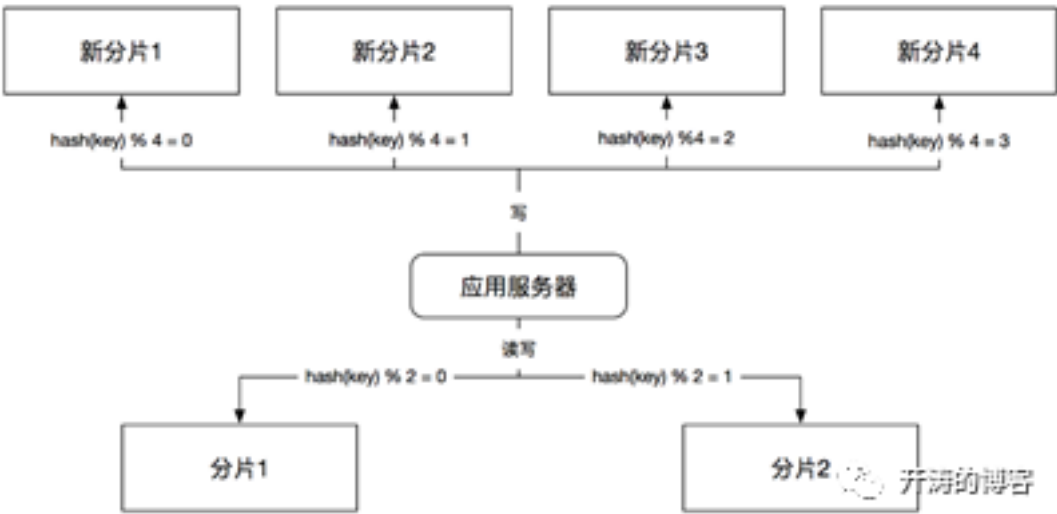 新分片1
新分片2
新分片3
新分片4
hash(key) % 4 = 0
hash(key) % 4 = 1
hash(key) %4 = 2
hash(key) % 4 = 3
写
应用服务器
读写
hash(key) % 2 = 0
hash(key) % 2 = 1
分片1
分片2
开涛的博客